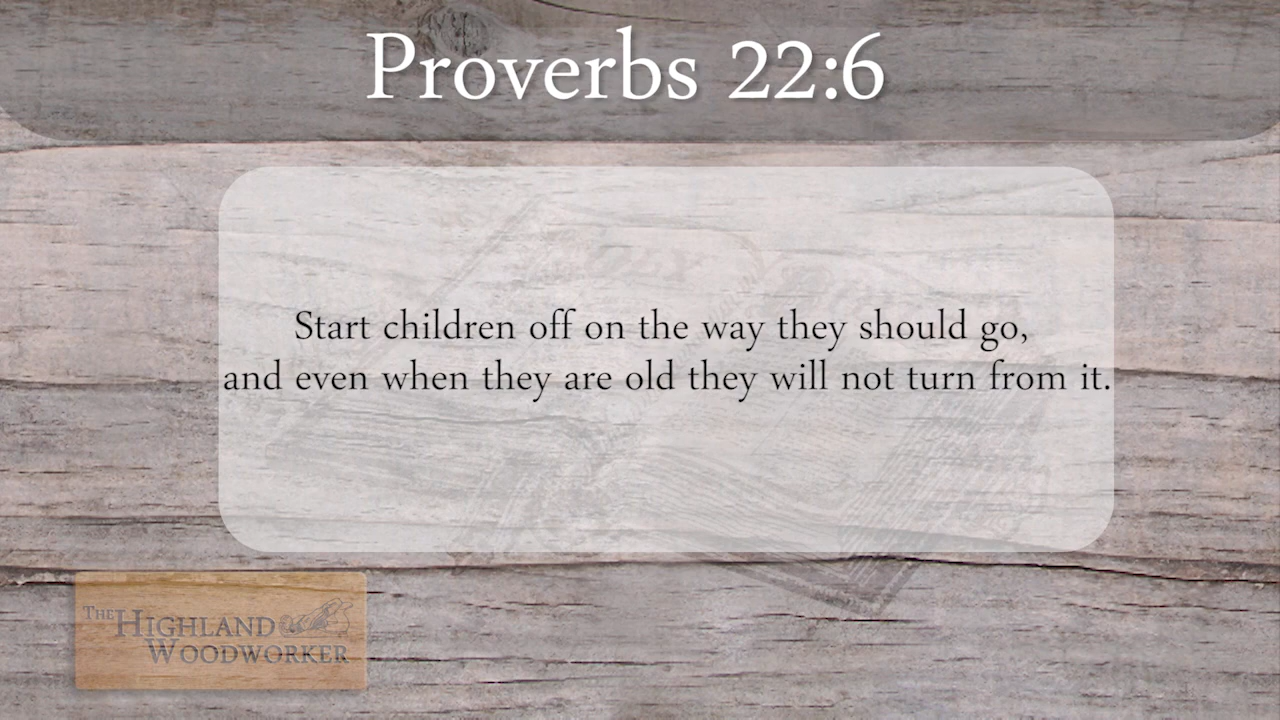 Proverbs 22:6
Start children off on the way they should go,
and even when they are old they will not turn from it.
THE HIGHLAND
WOODWORKER